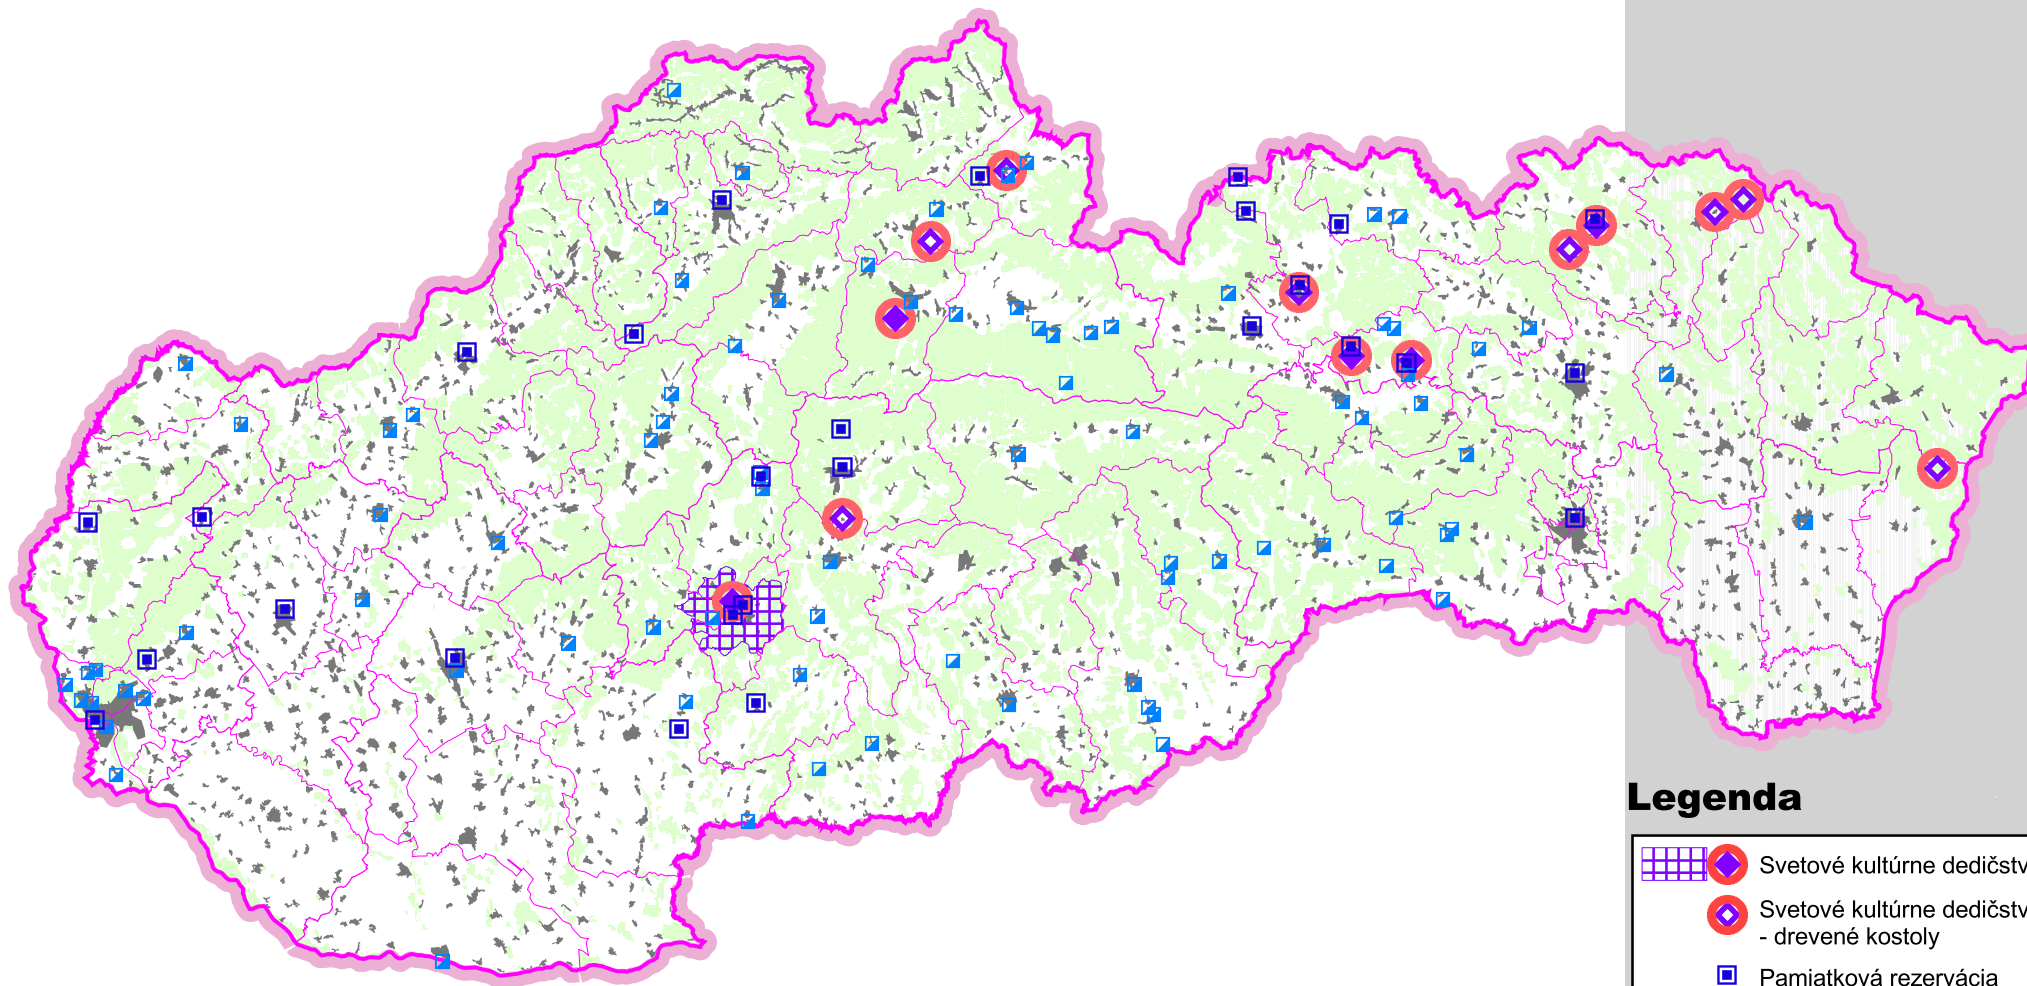 Legenda
Svetové kultúrne dedičstv
Svetové kultúrne dedičstv
- drevené kostoly
Pamiatková rezervácia